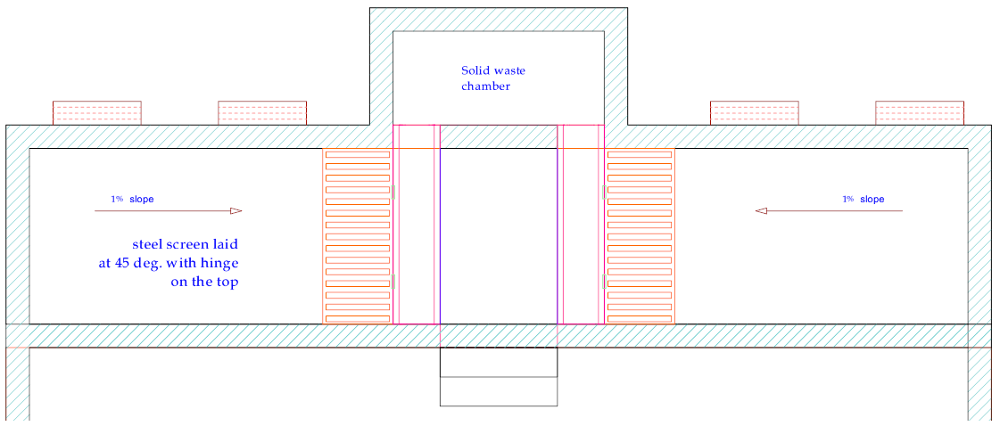 Solid waste
chamber
1% slope
1% slope
steel screen laid
at 45 deg. with hinge
on the top